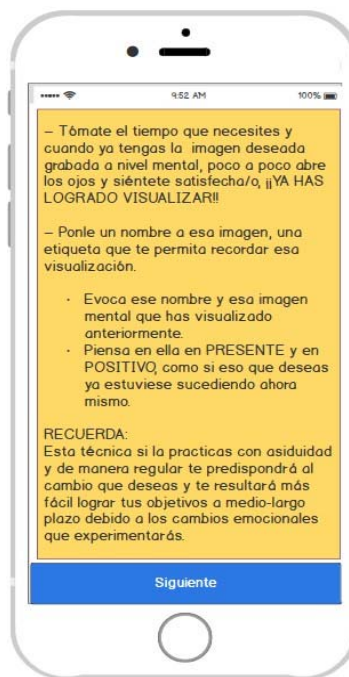 9:52 AM
100%
– Tómate el tiempo que necesites y
cuando ya tengas la imagen deseada
grabada a nivel mental, poco a poco abre
los ojos y siéntete satisfecha/o, ¡¡YA HAS
LOGRADO VISUALIZAR!!
– Ponle un nombre a esa imagen, una
etiqueta que te permita recordar esa
visualización.
· Evoca ese nombre y esa imagen
mental que has visualizado
anteriormente.
· Piensa en ella en PRESENTE y en
POSITIVO, como si eso que deseas
ya estuviese sucediendo ahora
mismo.
RECUERDA:
Esta técnica si la practicas con asiduidad
y de manera regular te predispondrá al
cambio que deseas y te resultará más
fácil lograr tus objetivos a medio-largo
plazo debido a los cambios emocionales
que experimentarás.
Siguiente